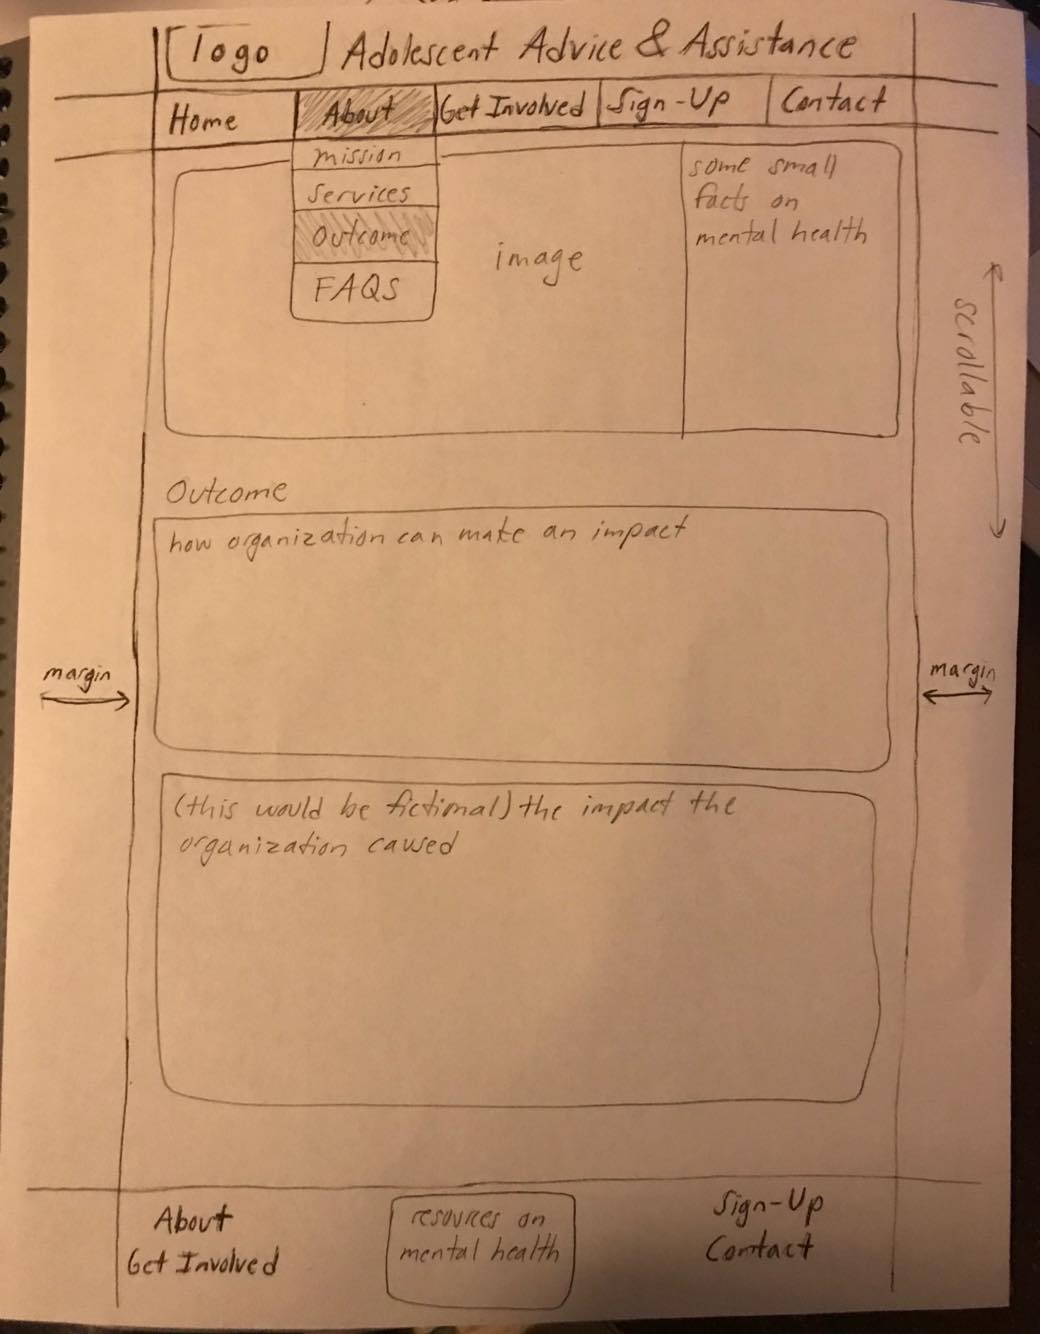 Logo
Adolescent Advice & Assistance
Home
About
Get Involved
Sign-Up
Contact
mission
services
Outcome
FAQS
image
some small
facts on
mental health
scrollable
Outcome
how organization can make an impact
margin
margin
(this would be fictional) the impact the
organization caused
About
Get Involved
resources on
mental health
Sign-Up
Contact